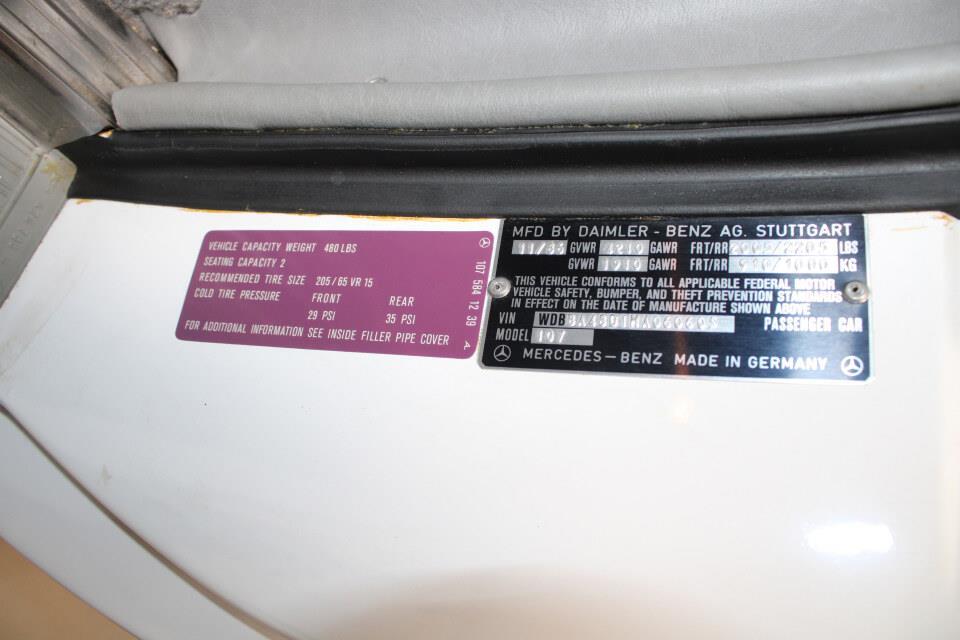 VEHICLE CAPACITY WEIGHT 480 LBS
SEATING CAPACITY 2
RECOMMENDED TIRE SIZE 205/65 VR 15
COLD TIRE PRESSURE FRONT REAR
29 PSI 35 PSI
FOR ADDITIONAL INFORMATION SEE INSIDE FILLER PIPE COVER
107 584 12 39 A
MFD BY DAIMLER-BENZ AG. STUTTGART
GVWR GAWR FRT/RR LBS
GVWR GAWR FRT/RR KG
THIS VEHICLE CONFORMS TO ALL APPLICABLE FEDERAL MOTOR
VEHICLE SAFETY, BUMPER, AND THEFT PREVENTION STANDARDS
IN EFFECT ON THE DATE OF MANUFACTURE SHOWN ABOVE
VIN PASSENGER CAR
MODEL 107
MERCEDES-BENZ MADE IN GERMANY